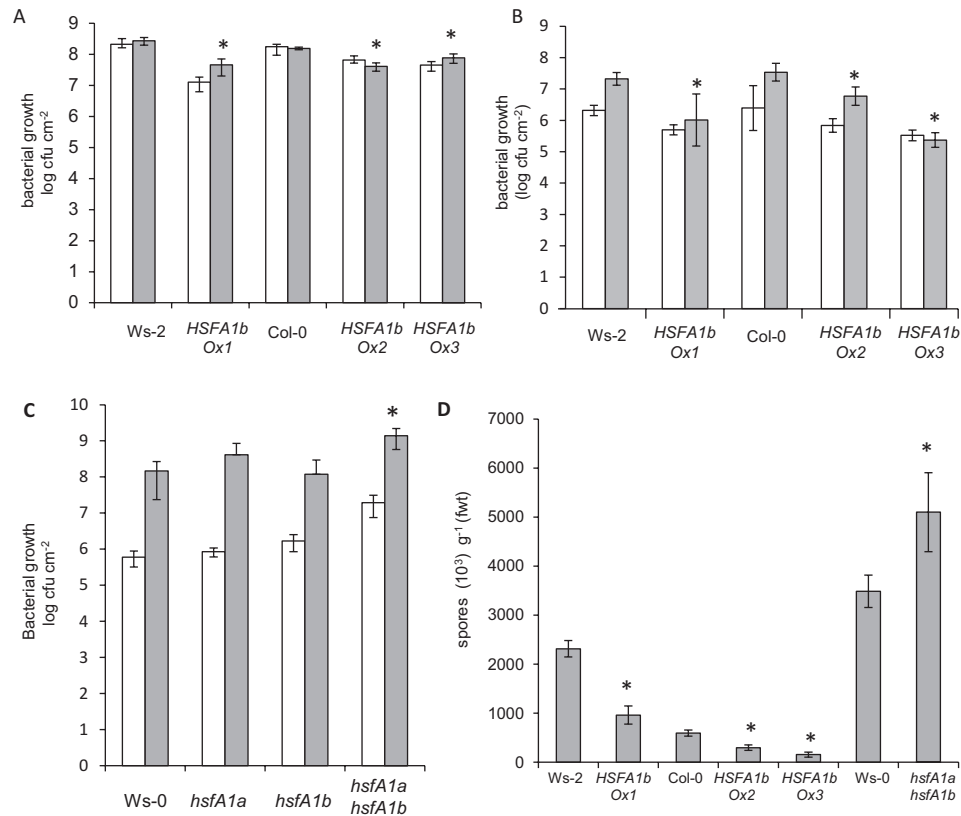 A
9
8
7
6
5
4
3
2
1
0
bacterial growth
log cfu cm⁻²
*
*
*
Ws-2
HSFA1b
Ox1
Col-0
HSFA1b
Ox2
HSFA1b
Ox3
B
9
8
7
6
5
4
3
2
1
0
bacterial growth
(log cfu cm⁻²)
*
*
*
Ws-2
HSFA1b
Ox1
Col-0
HSFA1b
Ox2
HSFA1b
Ox3
C
10
9
8
7
6
5
4
3
2
1
0
Bacterial growth
log cfu cm⁻²
*
Ws-0
hsfA1a
hsfA1b
hsfA1a
hsfA1b
D
7000
6000
5000
4000
3000
2000
1000
0
spores (10³) g⁻¹ (fwt)
*
*
*
*
Ws-2
HSFA1b
Ox1
Col-0
HSFA1b
Ox2
HSFA1b
Ox3
Ws-0
hsfA1a
hsfA1b